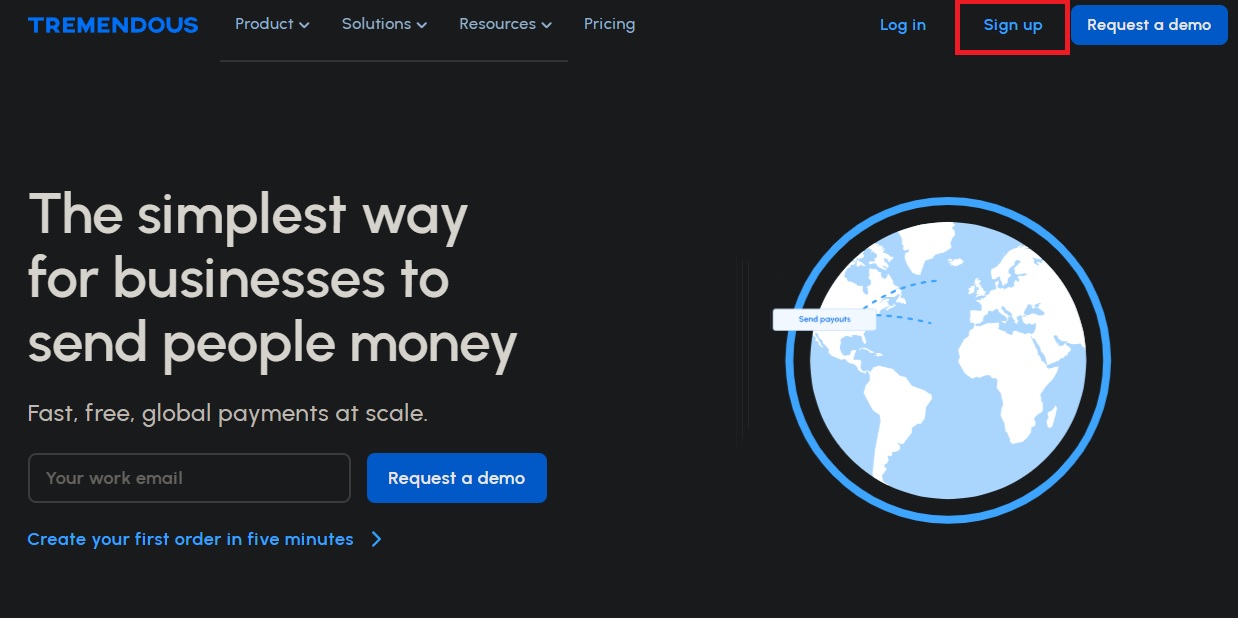 TREMENDOUS Product Solutions Resources Pricing Log in Sign up Request a demo
The simplest way
for businesses to
send people money
Fast, free, global payments at scale.
Your work email Request a demo
Create your first order in five minutes
Send payouts